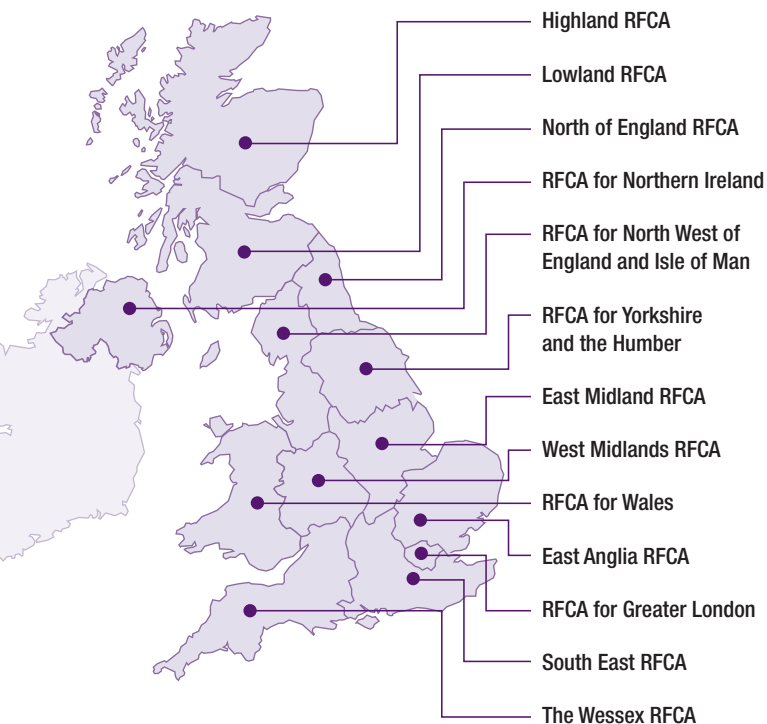 Highland RFCA
Lowland RFCA
North of England RFCA
RFCA for Northern Ireland
RFCA for North West of
England and Isle of Man
RFCA for Yorkshire
and the Humber
East Midland RFCA
West Midlands RFCA
RFCA for Wales
East Anglia RFCA
RFCA for Greater London
South East RFCA
The Wessex RFCA